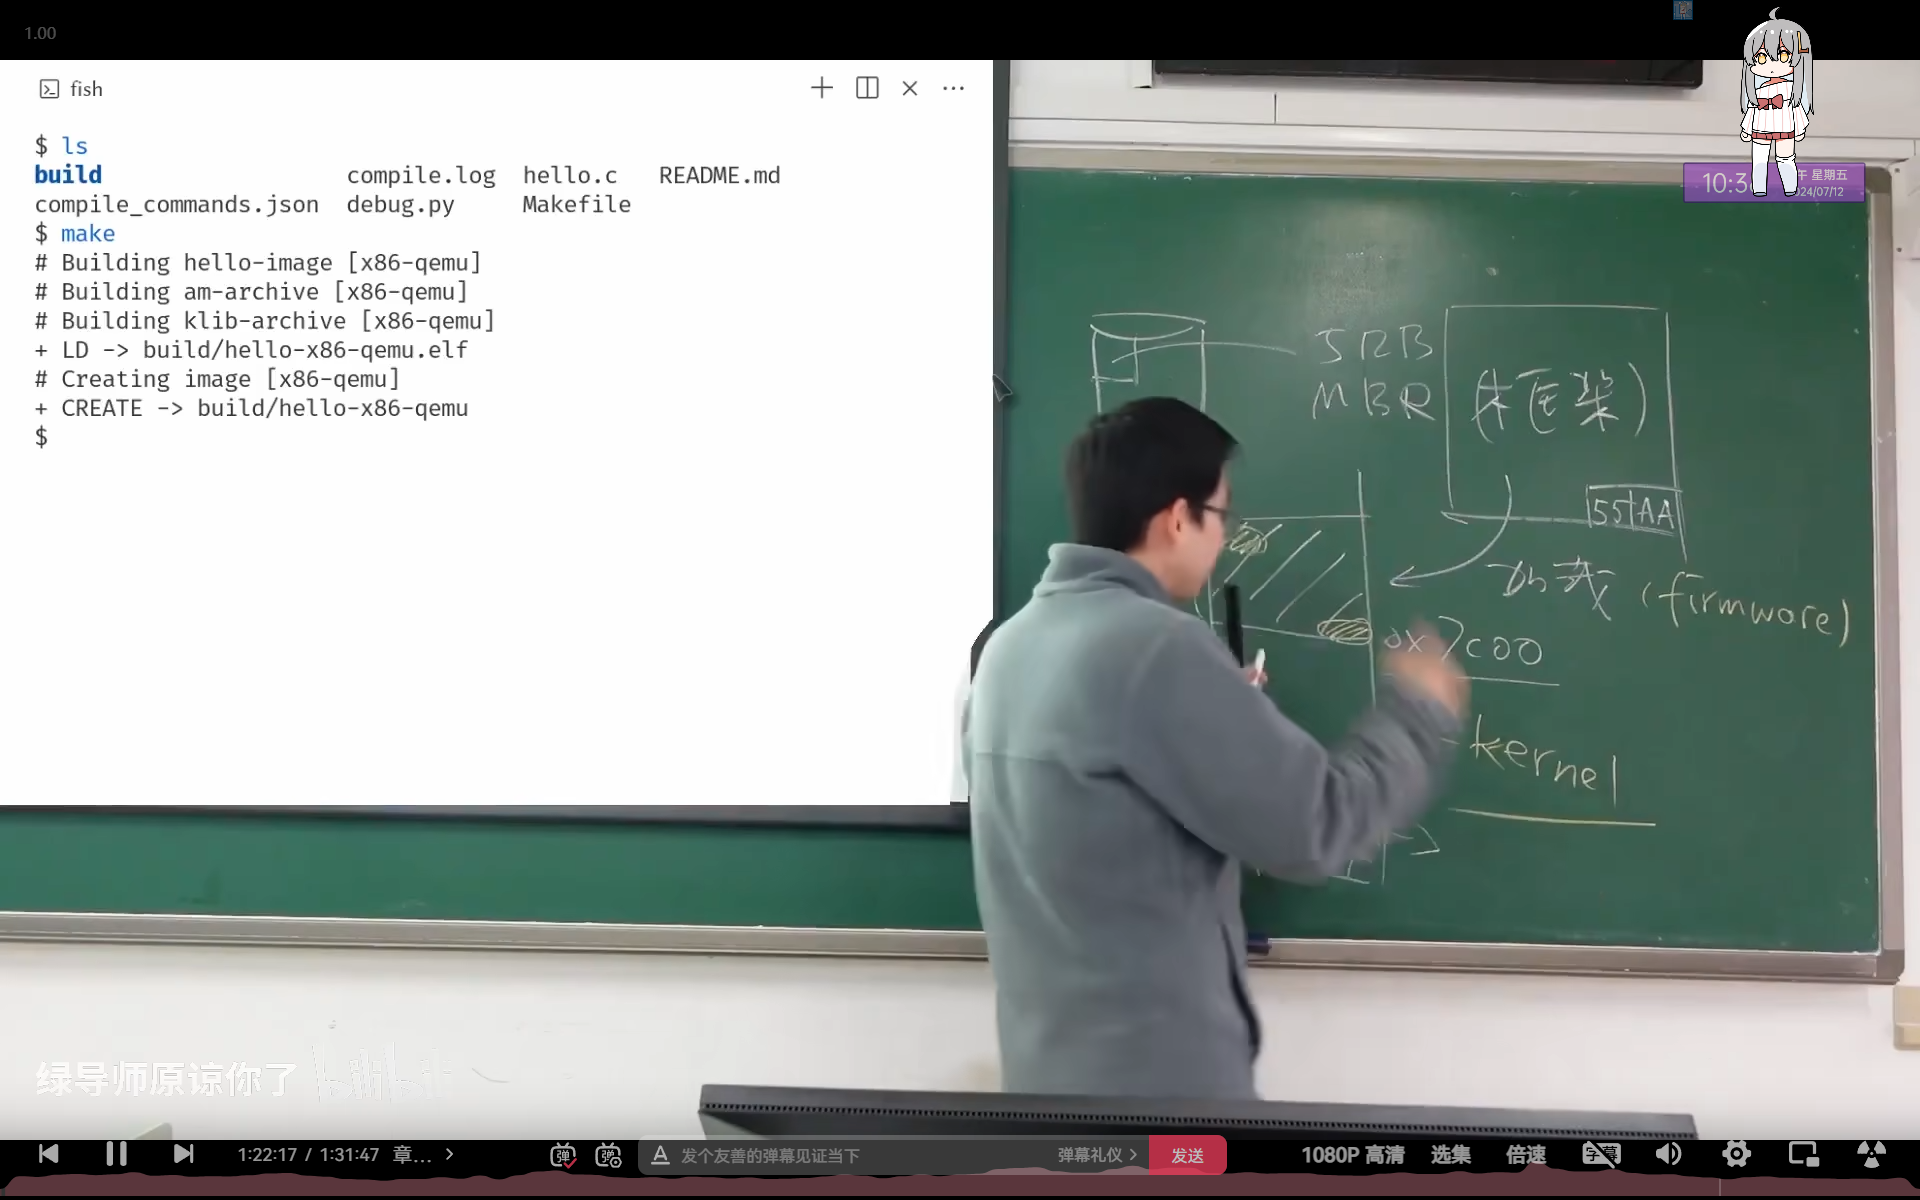 1.00
fish
$ ls
build compile.log hello.c README.md
compile_commands.json debug.py Makefile
$ make
# Building hello-image [x86-qemu]
# Building am-archive [x86-qemu]
# Building klib-archive [x86-qemu]
+ LD -> build/hello-x86-qemu.elf
# Creating image [x86-qemu]
+ CREATE -> build/hello-x86-qemu
$
10:3
午 星期五
024/07/12
MBR
55 AA
加载 (firmware)
0x7c00
kernel
绿导师原谅你了 bilibili
1:22:17 / 1:31:47 章...
发个友善的弹幕见证当下
弹幕礼仪
发送
1080P 高清
选集
倍速
字幕